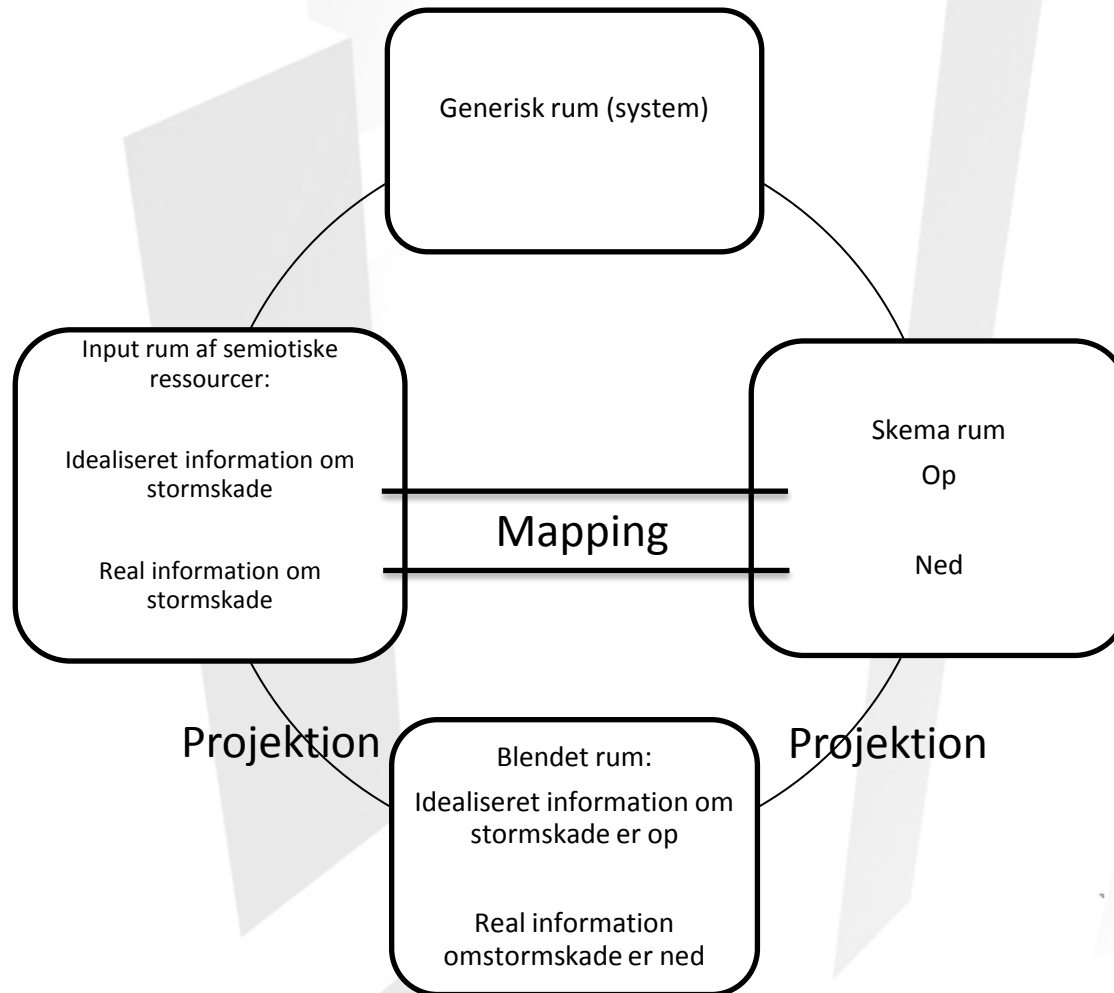 Generisk rum (system)
Input rum af semiotiske
ressourcer:
Idealiseret information om
stormskade
Real information om
stormskade
Mapping
Skema rum
Op
Ned
Projektion
Projektion
Blendet rum:
Idealiseret information om
stormskade er op
Real information
omstormskade er ned